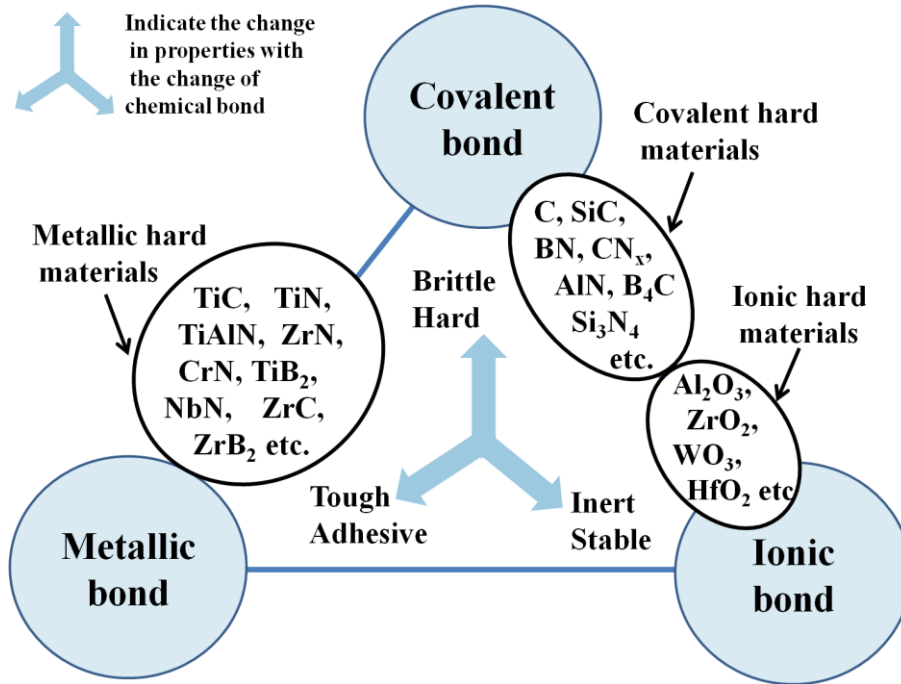 Indicate the change
in properties with
the change of
chemical bond
Covalent
bond
Covalent hard
materials
C, SiC,
BN, CNₓ,
AlN, B₄C
Si₃N₄
etc.
Metallic hard
materials
TiC, TiN,
TiAlN, ZrN,
CrN, TiB₂,
NbN, ZrC,
ZrB₂ etc.
Brittle
Hard
Ionic hard
materials
Al₂O₃,
ZrO₂,
WO₃,
HfO₂ etc
Tough
Adhesive
Inert
Stable
Metallic
bond
Ionic
bond